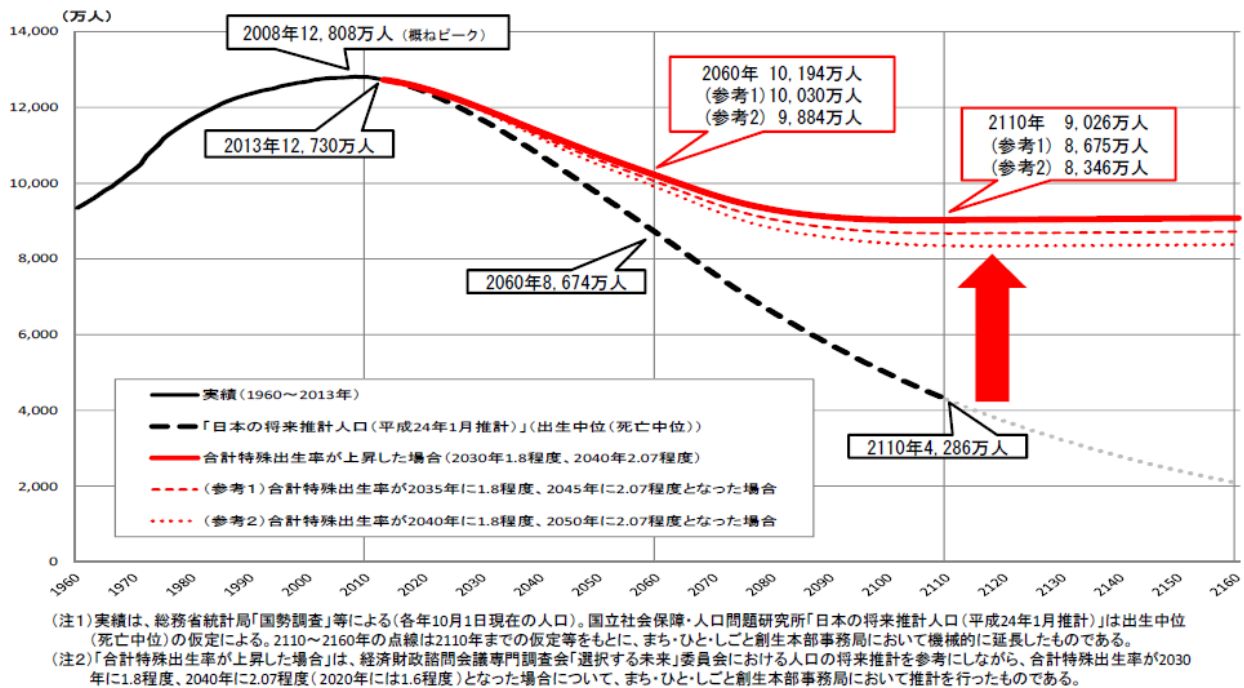 (万人)
14,000
12,000
10,000
8,000
6,000
4,000
2,000
0
2008年12,808万人 (概ねピーク)
2013年12,730万人
2060年 10,194万人
(参考1)10,030万人
(参考2) 9,884万人
2110年 9,026万人
(参考1) 8,675万人
(参考2) 8,346万人
2060年8,674万人
2110年4,286万人
実績(1960~2013年)
「日本の将来推計人口(平成24年1月推計)」(出生中位(死亡中位))
合計特殊出生率が上昇した場合(2030年1.8程度、2040年2.07程度)
(参考1)合計特殊出生率が2035年に1.8程度、2045年に2.07程度となった場合
(参考2)合計特殊出生率が2040年に1.8程度、2050年に2.07程度となった場合
1960 1970 1980 1990 2000 2010 2020 2030 2040 2050 2060 2070 2080 2090 2100 2110 2120 2130 2140 2150 2160
(注1)実績は、総務省統計局「国勢調査」等による(各年10月1日現在の人口)。国立社会保障・人口問題研究所「日本の将来推計人口(平成24年1月推計)」は出生中位
(死亡中位)の仮定による。2110~2160年の点線は2110年までの仮定等をもとに、まち・ひと・しごと創生本部事務局において機械的に延長したものである。
(注2)「合計特殊出生率が上昇した場合」は、経済財政諮問会議専門調査会「選択する未来」委員会における人口の将来推計を参考にしながら、合計特殊出生率が2030
年に1.8程度、2040年に2.07程度(2020年には1.6程度)となった場合について、まち・ひと・しごと創生本部事務局において推計を行ったものである。